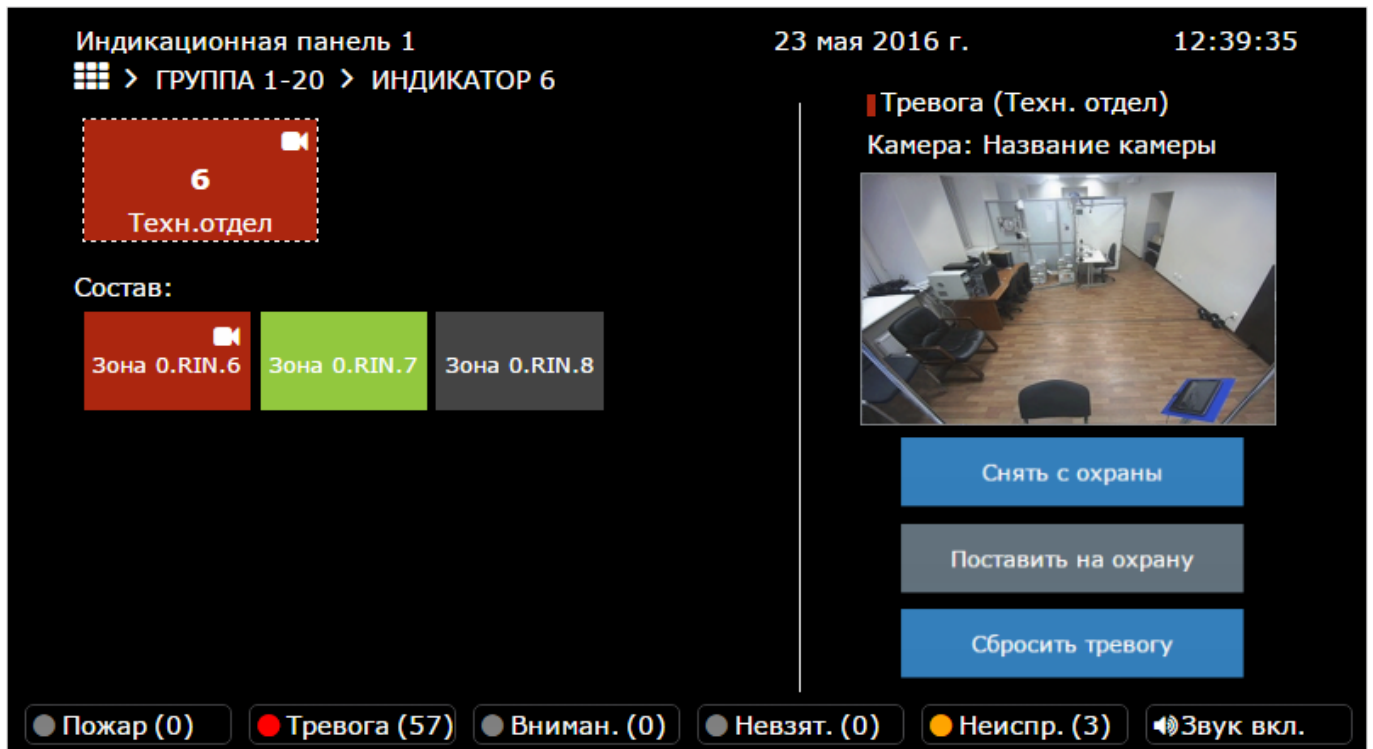 Индикационная панель 1
23 мая 2016 г.
12:39:35
> ГРУППА 1-20 > ИНДИКАТОР 6
6
Техн.отдел
Состав:
Зона 0.RIN.6
Зона 0.RIN.7
Зона 0.RIN.8
Тревога (Техн. отдел)
Камера: Название камеры
Снять с охраны
Поставить на охрану
Сбросить тревогу
Пожар (0)
Тревога (57)
Вниман. (0)
Невзят. (0)
Неиспр. (3)
Звук вкл.